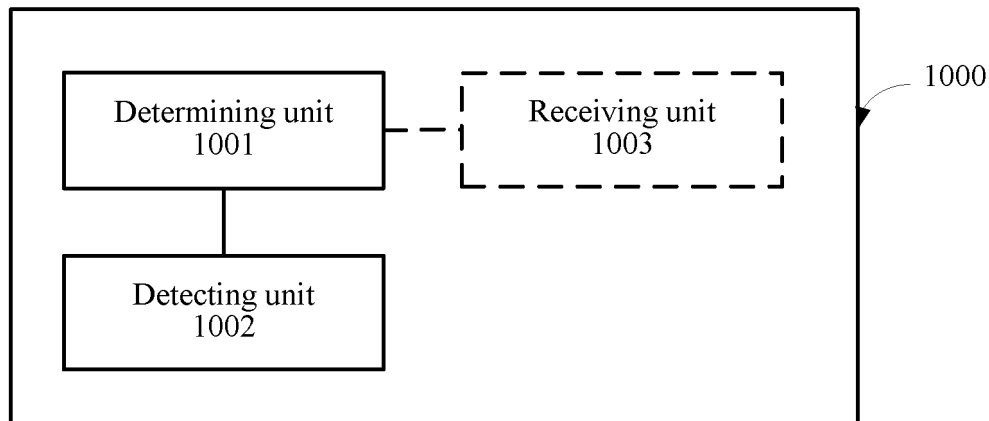 Determining unit
1001
Receiving unit
1003
1000
Detecting unit
1002